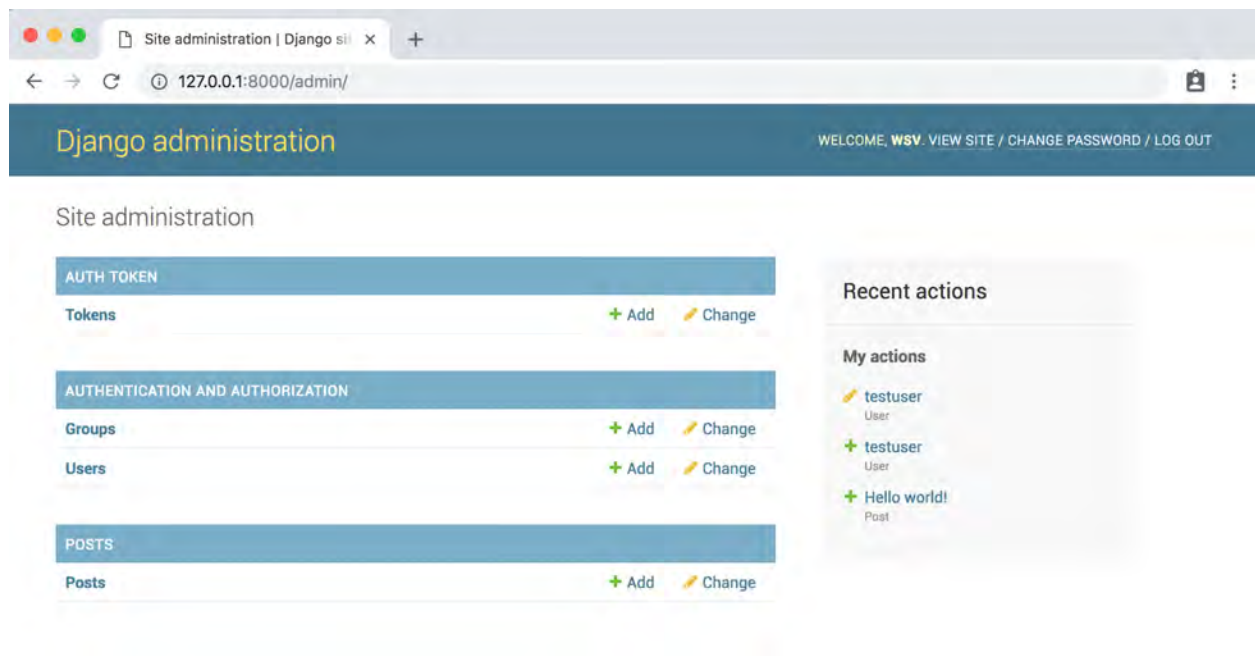 Site administration | Django si
127.0.0.1:8000/admin/
Django administration
WELCOME, WSV. VIEW SITE / CHANGE PASSWORD / LOG OUT
Site administration
AUTH TOKEN
Tokens Add Change
AUTHENTICATION AND AUTHORIZATION
Groups Add Change
Users Add Change
POSTS
Posts Add Change
Recent actions
My actions
testuser
User
testuser
User
Hello world!
Post